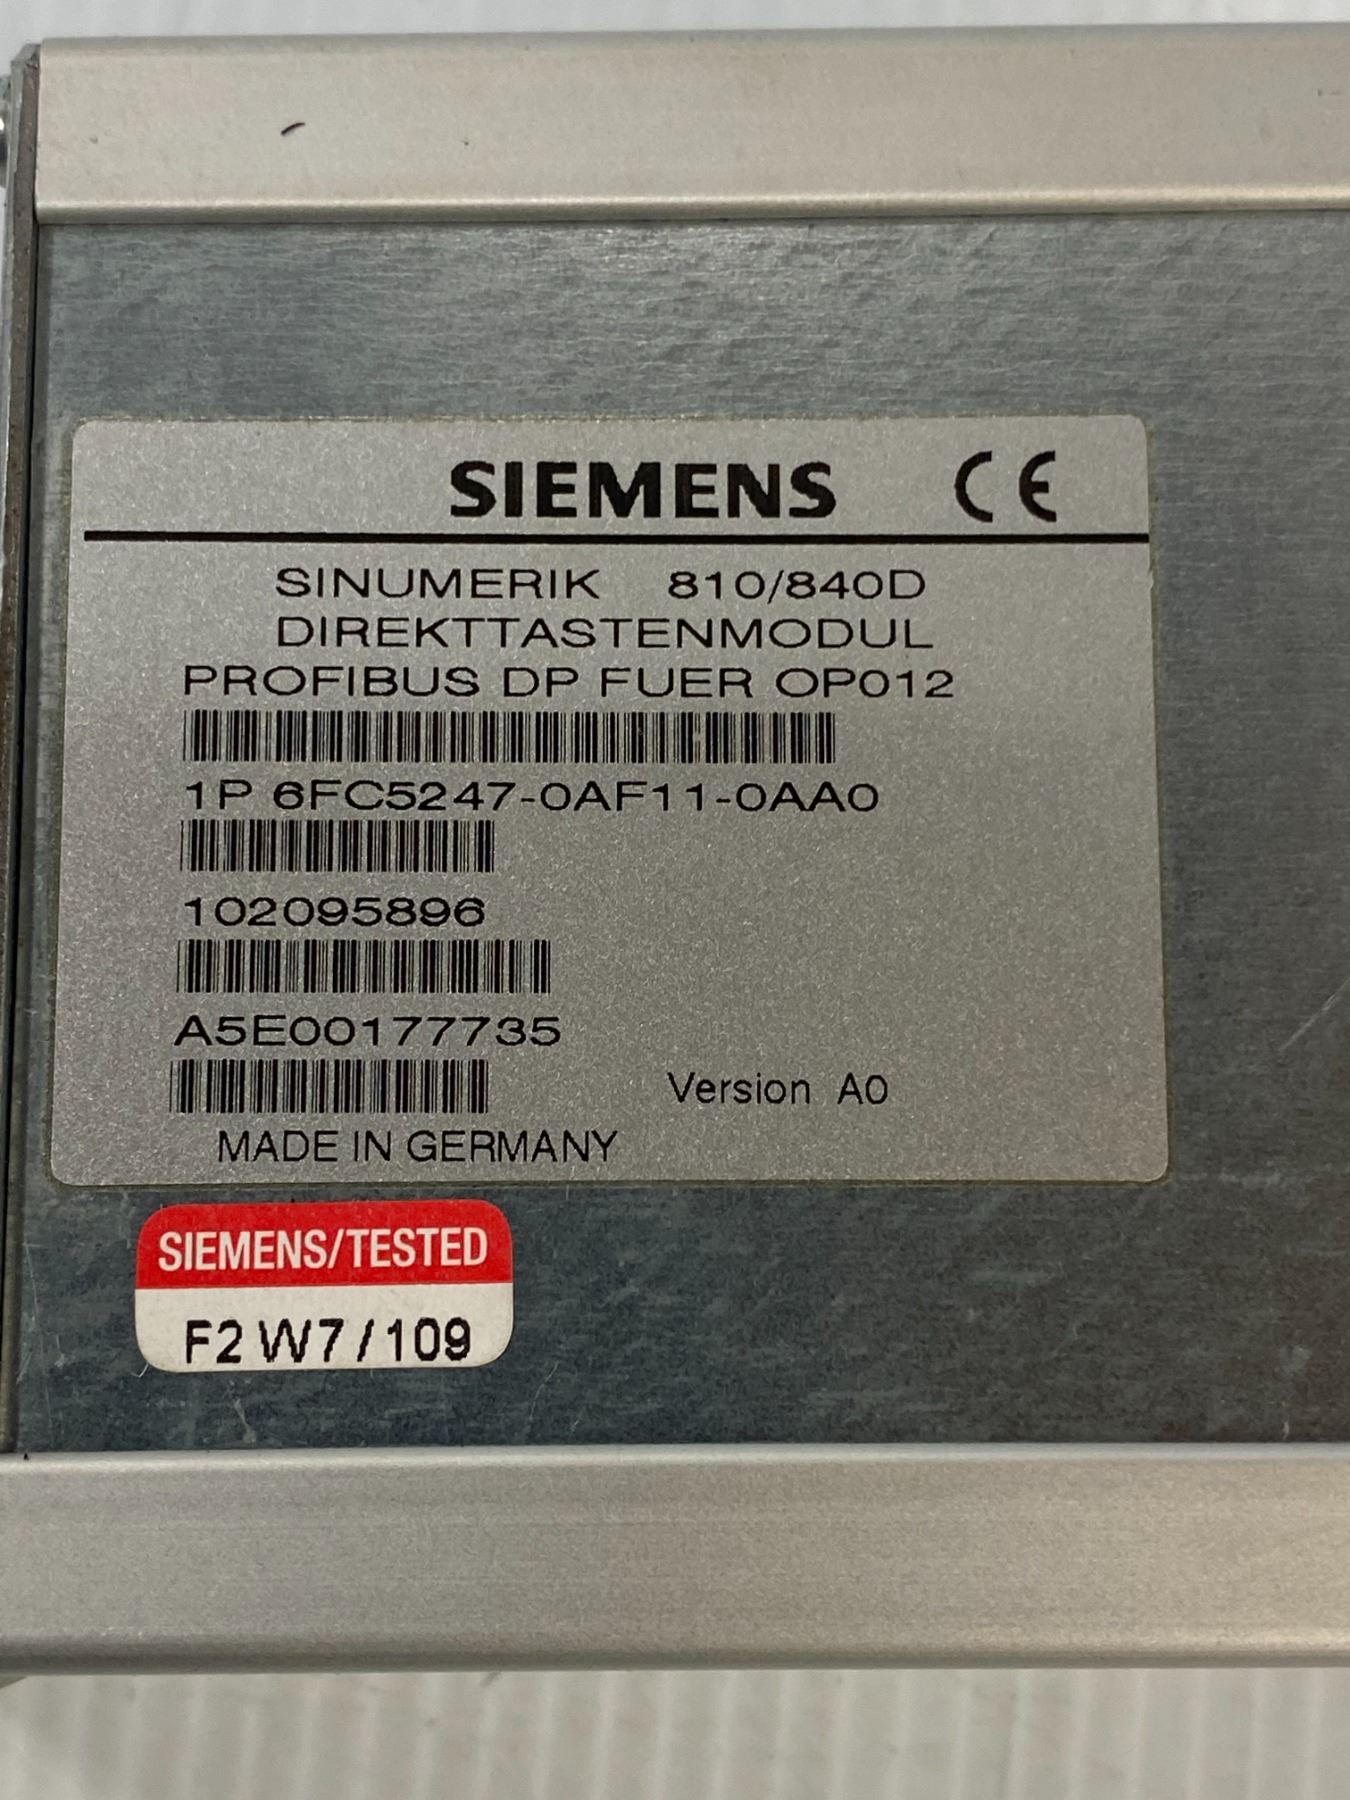 SIEMENS CE
SINUMERIK 810/840D
DIREKTTASTENMODUL
PROFIBUS DP FUER OP012
1P 6FC5247-0AF11-0AA0
102095896
A5E00177735
Version A0
MADE IN GERMANY
SIEMENS/TESTED
F2 W7/109